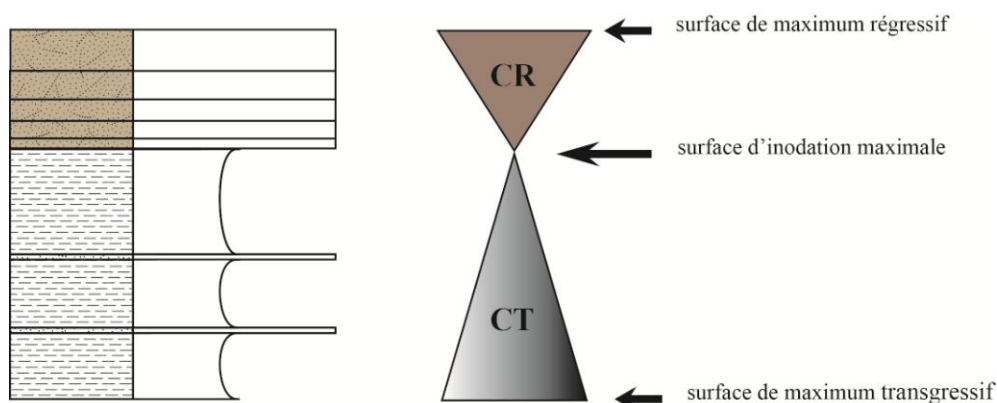 surface de maximum régressif
CR
surface d'inodation maximale
CT
surface de maximum transgressif